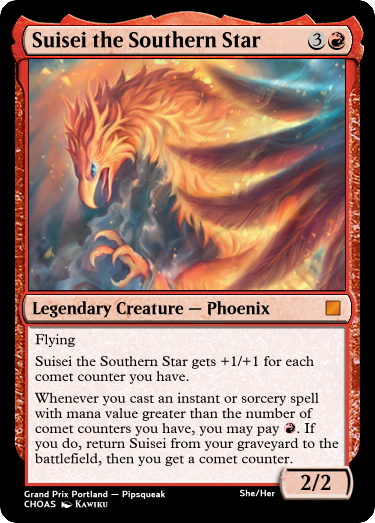 Suisei the Southern Star 3
Legendary Creature — Phoenix
Flying
Suisei the Southern Star gets +1/+1 for each
comet counter you have.
Whenever you cast an instant or sorcery spell
with mana value greater than the number of
comet counters you have, you may pay . If
you do, return Suisei from your graveyard to the
battlefield, then you get a comet counter.
2/2
Grand Prix Portland — Pipsqueak She/Her
CHOAS Kawiku